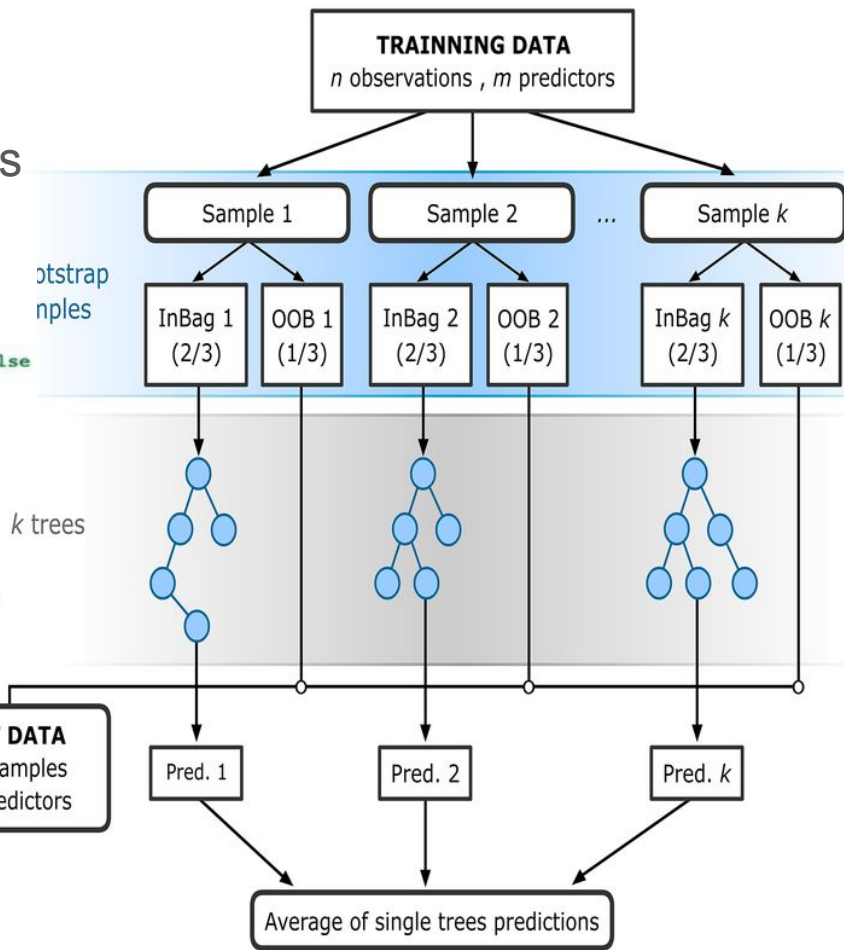 TRAINNING DATA
n observations , m predictors
s
Sample 1
Sample 2
...
Sample k
InBag 1
(2/3)
OOB 1
(1/3)
InBag 2
(2/3)
OOB 2
(1/3)
InBag k
(2/3)
OOB k
(1/3)
k trees
DATA
Pred. 1
Pred. 2
Pred. k
Average of single trees predictions